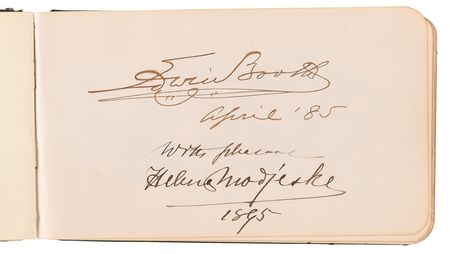 Edwin Booth
April '85
With pleasure
Helena Modjeska
1895